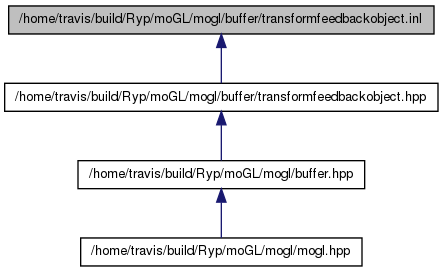 /home/travis/build/Ryp/moGL/mogl/buffer/transformfeedbackobject.inl
/home/travis/build/Ryp/moGL/mogl/buffer/transformfeedbackobject.hpp
/home/travis/build/Ryp/moGL/mogl/buffer.hpp
/home/travis/build/Ryp/moGL/mogl/mogl.hpp